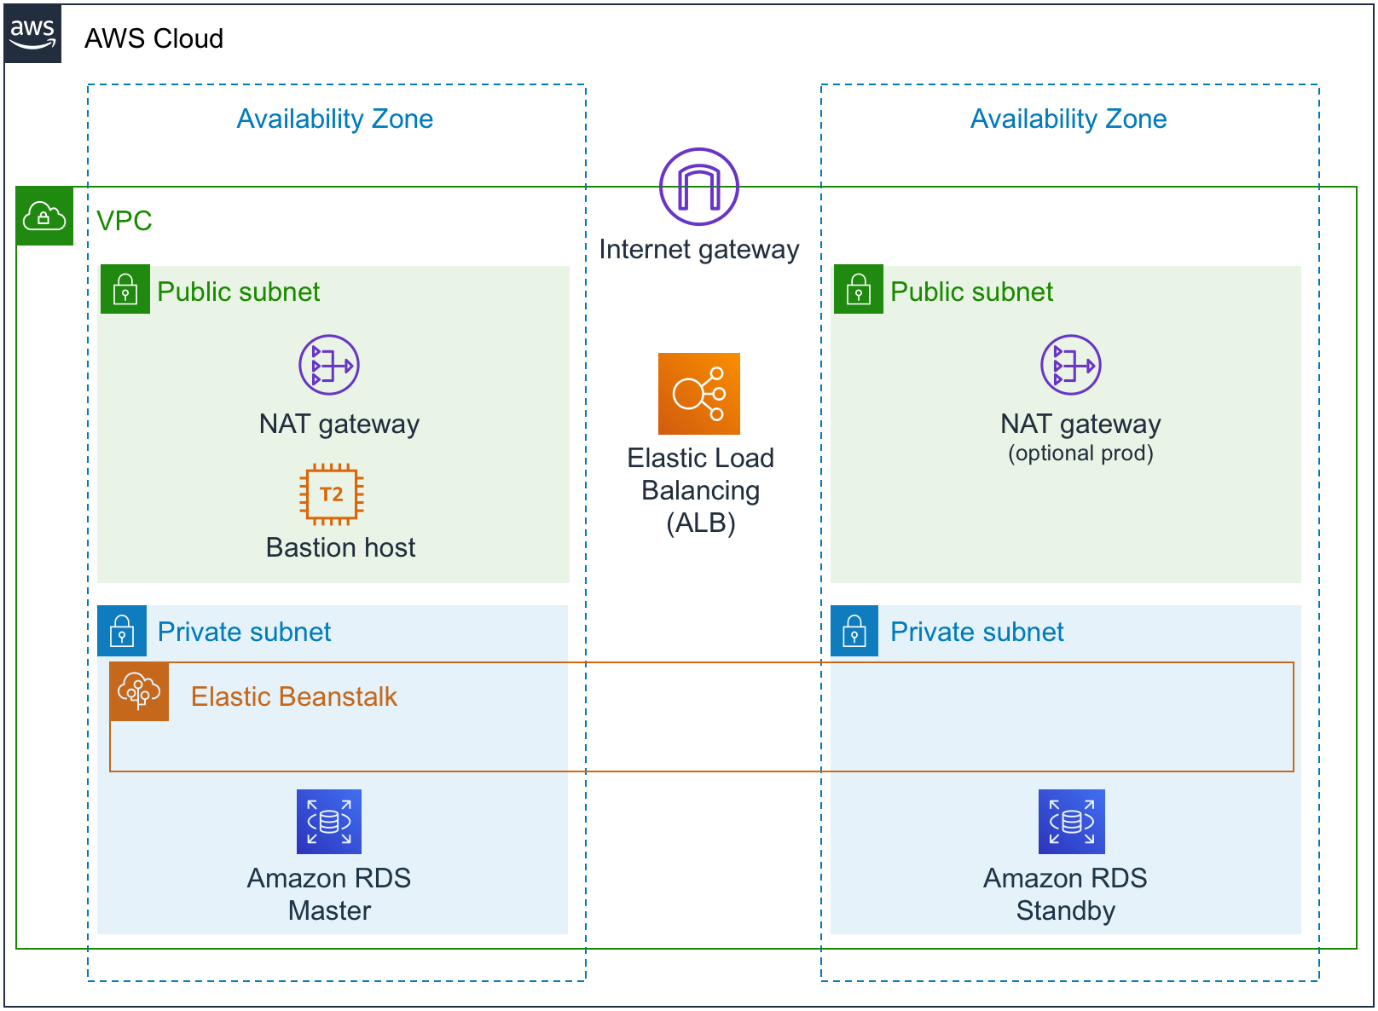 aws
AWS Cloud
Availability Zone
Availability Zone
VPC
Internet gateway
Public subnet
Public subnet
NAT gateway
NAT gateway
(optional prod)
T2
Bastion host
Elastic Load
Balancing
(ALB)
Private subnet
Private subnet
Elastic Beanstalk
Amazon RDS
Master
Amazon RDS
Standby